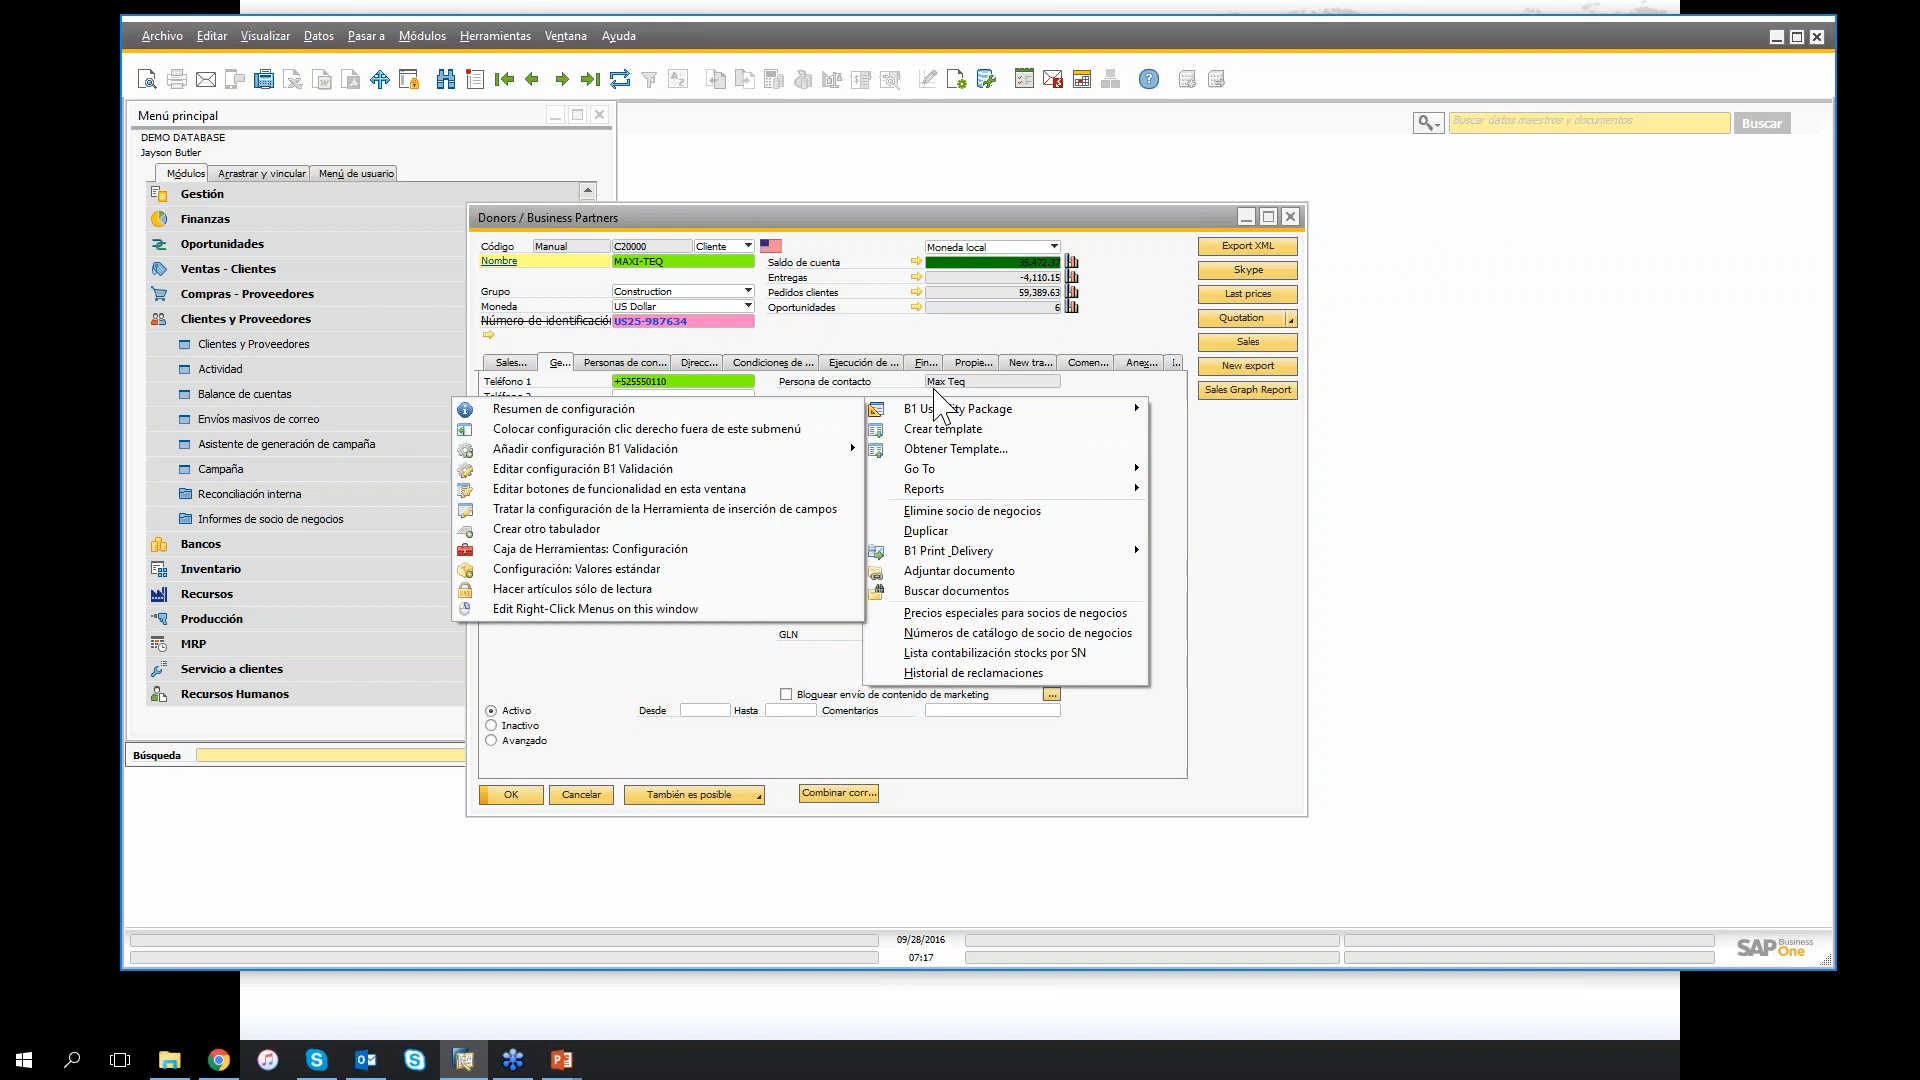 Archivo Editar Visualizar Datos Pasar a Módulos Herramientas Ventana Ayuda
Menú principal
DEMO DATABASE
Jayson Butler
Módulos Arrastrar y vincular Menú de usuario
Gestión
Finanzas
Oportunidades
Ventas - Clientes
Compras - Proveedores
Clientes y Proveedores
Clientes y Proveedores
Actividad
Balance de cuentas
Envíos masivos de correo
Asistente de generación de campaña
Campaña
Reconciliación interna
Informes de socio de negocios
Bancos
Inventario
Recursos
Producción
MRP
Servicio a clientes
Recursos Humanos
Búsqueda
Buscar datos maestros y documentos Buscar
Donors / Business Partners
Código Manual C20000 Cliente Moneda local
Nombre MAXI-TEQ Saldo de cuenta 35,472.37
Entregas -4,110.15
Grupo Construction Pedidos clientes 59,389.63
Moneda US Dollar Oportunidades 6
Número de identificación US25-987634
Sales... Ge... Personas de con... Direcc... Condiciones de ... Ejecución de ... Fin... Propie... New tra... Comen... Anex... I...
Teléfono 1 +525550110 Persona de contacto Max Teq
Export XML
Skype
Last prices
Quotation
Sales
New export
Sales Graph Report
Resumen de configuración
Colocar configuración clic derecho fuera de este submenú
Añadir configuración B1 Validación
Editar configuración B1 Validación
Editar botones de funcionalidad en esta ventana
Tratar la configuración de la Herramienta de inserción de campos
Crear otro tabulador
Caja de Herramientas: Configuración
Configuración: Valores estándar
Hacer artículos sólo de lectura
Edit Right-Click Menus on this window
B1 Package
Crear template
Obtener Template...
Go To
Reports
Elimine socio de negocios
Duplicar
B1 Print_Delivery
Adjuntar documento
Buscar documentos
Precios especiales para socios de negocios
Números de catálogo de socio de negocios
Lista contabilización stocks por SN
Historial de reclamaciones
GLN
Bloquear envío de contenido de marketing ...
Activo Desde Hasta Comentarios
Inactivo
Avanzado
OK Cancelar También es posible Combinar corr...
09/28/2016
07:17
SAP Business One